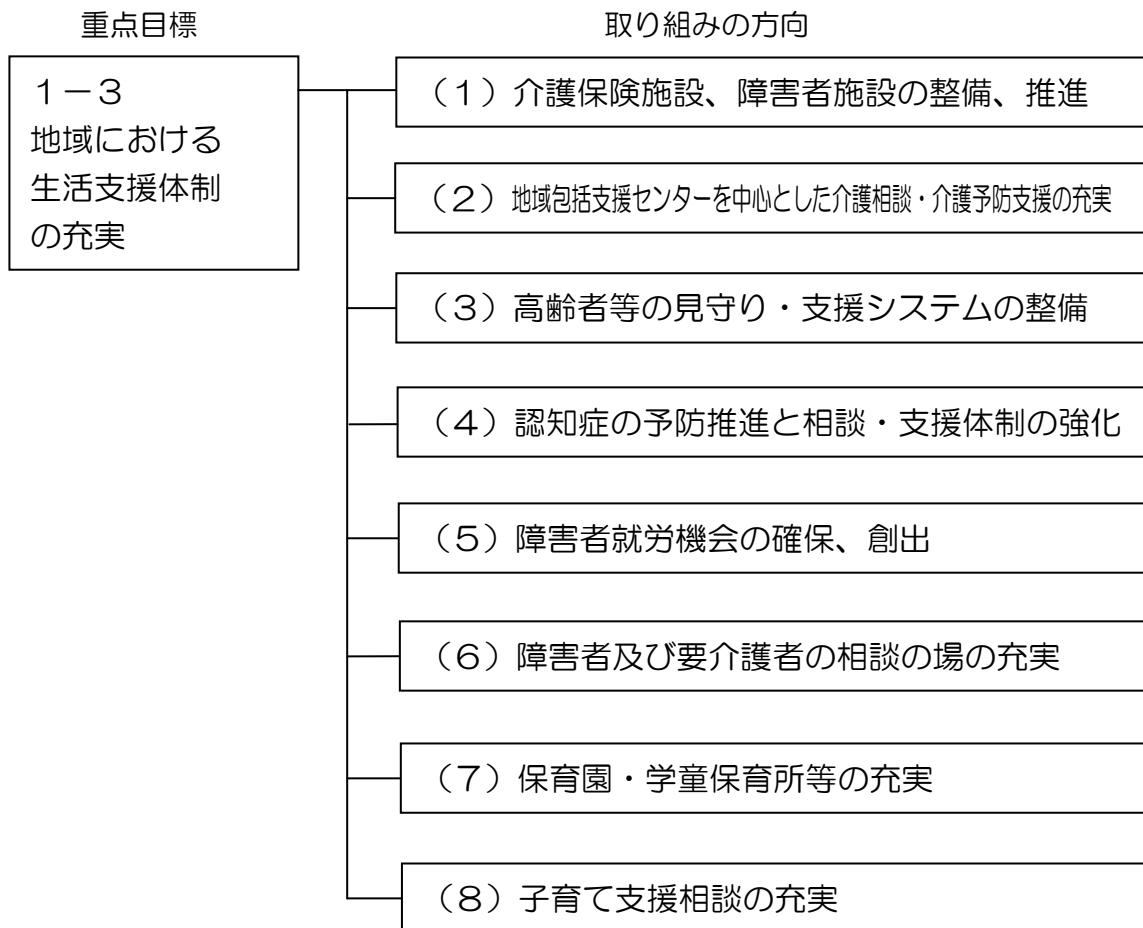 重点目標
取り組みの方向
１－３
地域における
生活支援体制
の充実
（１）介護保険施設、障害者施設の整備、推進
（２）地域包括支援センターを中心とした介護相談・介護予防支援の充実
（３）高齢者等の見守り・支援システムの整備
（４）認知症の予防推進と相談・支援体制の強化
（５）障害者就労機会の確保、創出
（６）障害者及び要介護者の相談の場の充実
（７）保育園・学童保育所等の充実
（８）子育て支援相談の充実